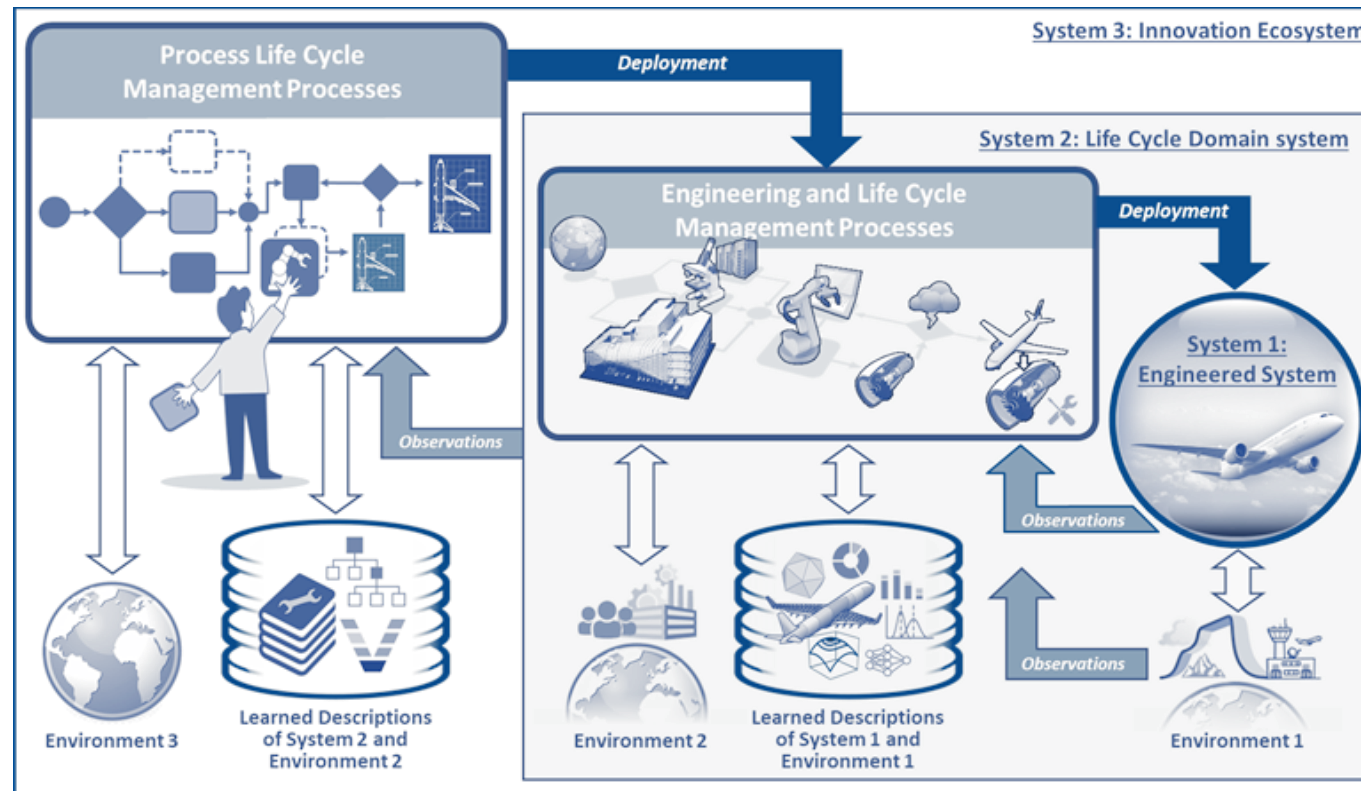 System 3: Innovation Ecosystem
Process Life Cycle
Management Processes
Deployment
System 2: Life Cycle Domain system
Engineering and Life Cycle
Management Processes
Deployment
System 1:
Engineered System
Observations
Observations
Observations
Environment 3
Learned Descriptions
of System 2 and
Environment 2
Environment 2
Learned Descriptions
of System 1 and
Environment 1
Environment 1